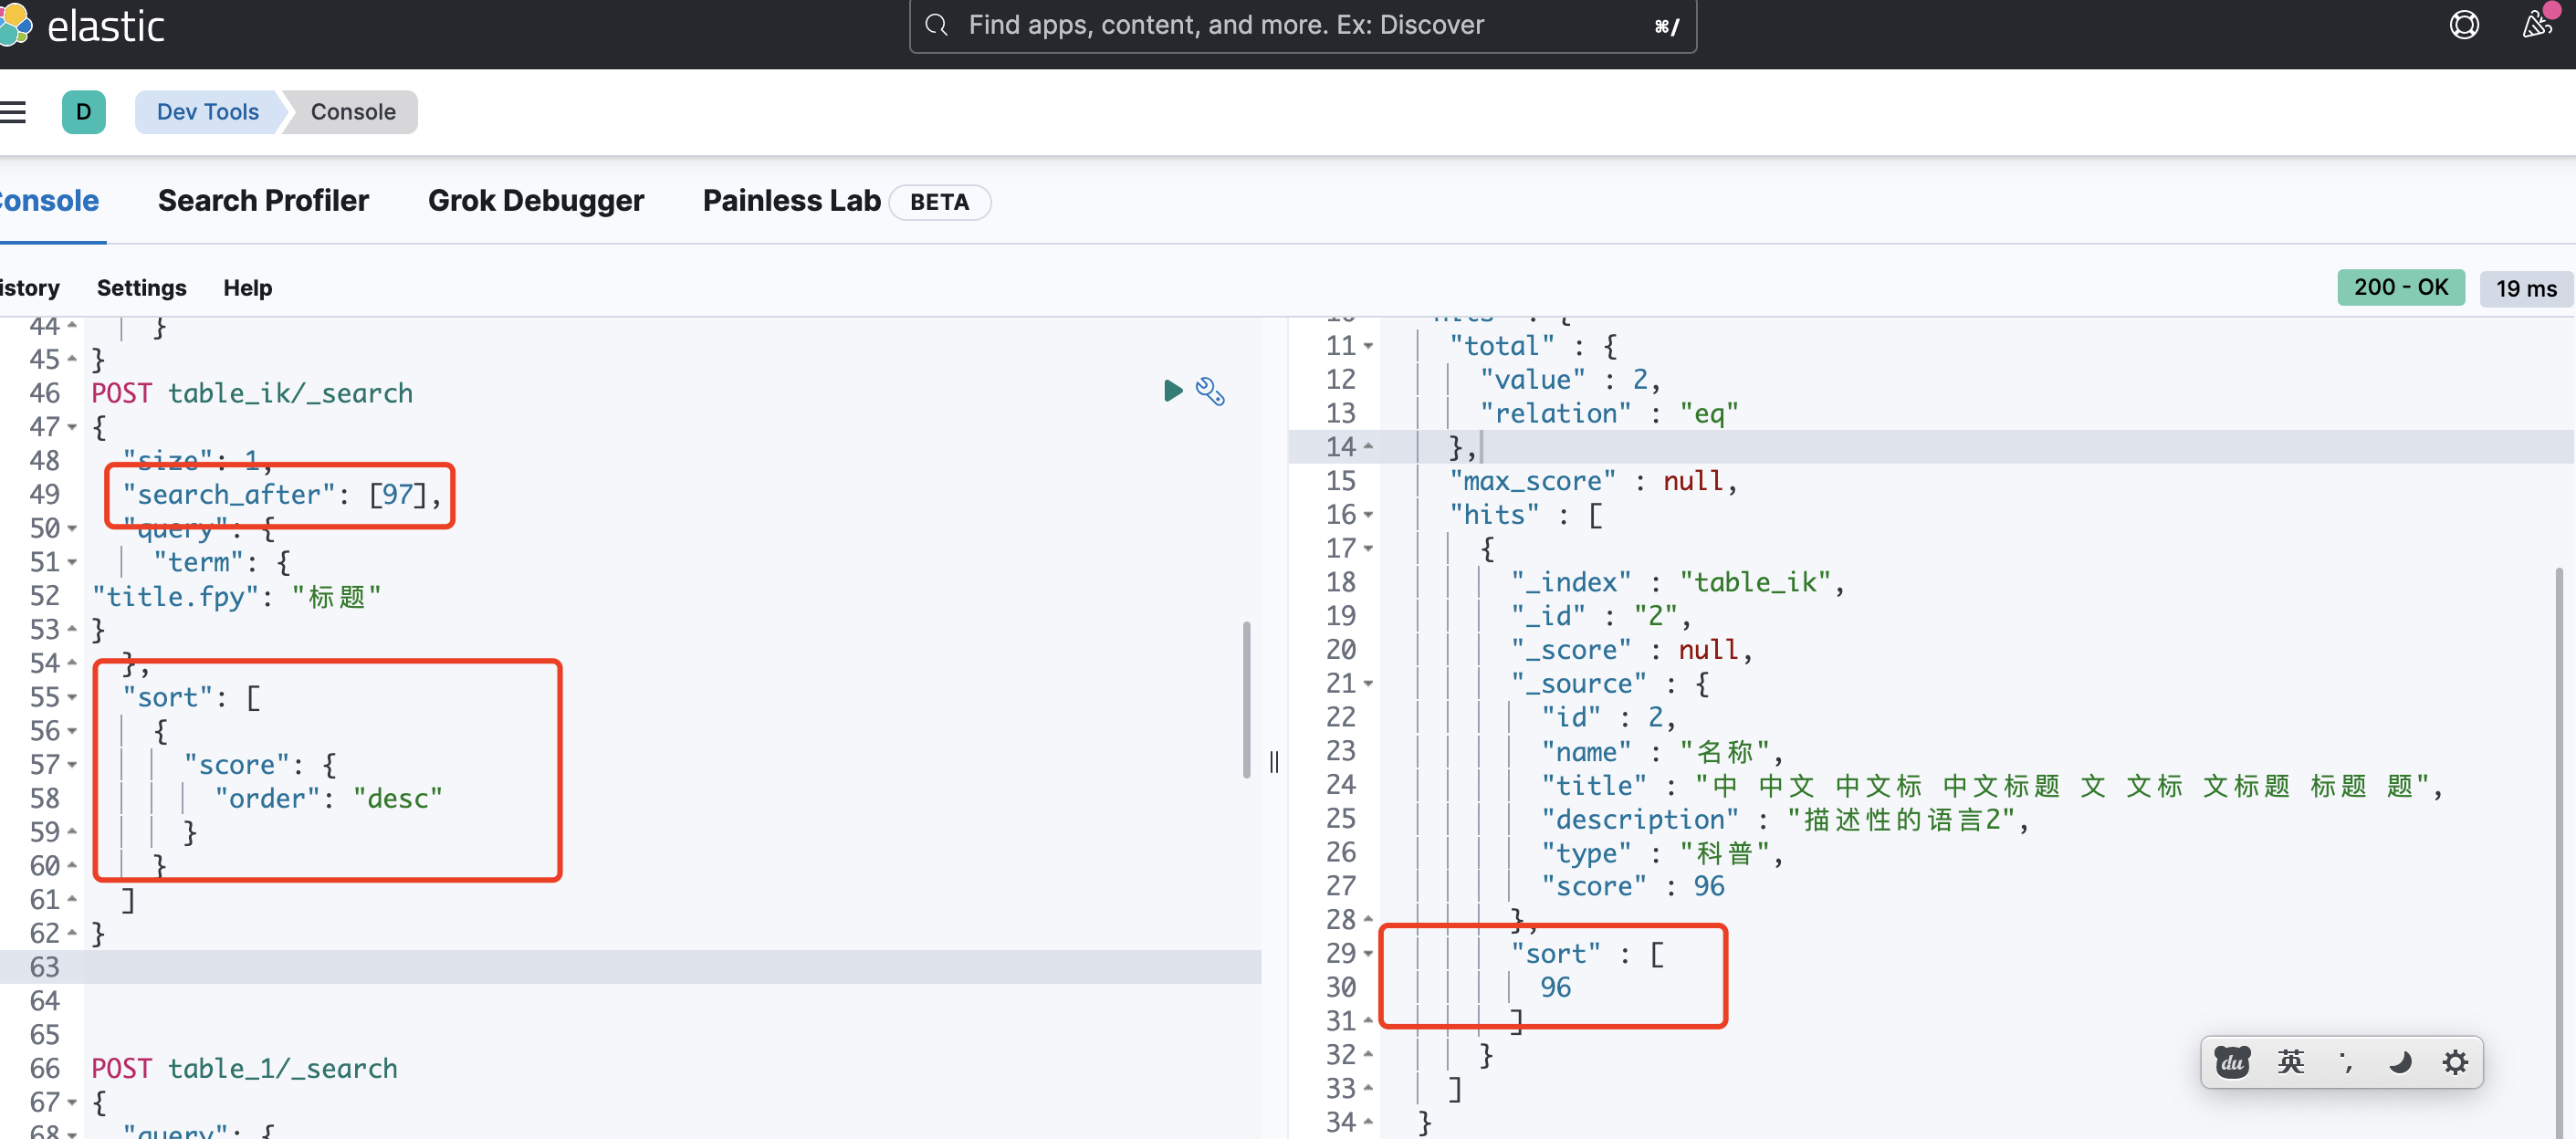 elastic
Find apps, content, and more. Ex: Discover
⌘/
D
Dev Tools
Console
Console
Search Profiler
Grok Debugger
Painless Lab
BETA
istory
Settings
Help
200 - OK
19 ms
44 }
45 }
46 POST table_ik/_search
47 {
48 "size": 1,
49 "search_after": [97],
50 "query": {
51 "term": {
52 "title.fpy": "标题"
53 }
54 },
55 "sort": [
56 {
57 "score": {
58 "order": "desc"
59 }
60 }
61 ]
62 }
63
64
65
66 POST table_1/_search
67 {
68 "query": {
10 "hits" : {
11 "total" : {
12 "value" : 2,
13 "relation" : "eq"
14 },
15 "max_score" : null,
16 "hits" : [
17 {
18 "_index" : "table_ik",
19 "_id" : "2",
20 "_score" : null,
21 "_source" : {
22 "id" : 2,
23 "name" : "名称",
24 "title" : "中 中文 中文标 中文标题 文 文标 文标题 标题 题",
25 "description" : "描述性的语言2",
26 "type" : "科普",
27 "score" : 96
28 },
29 "sort" : [
30 96
31 ]
32 }
33 ]
34 }
du 英 ;